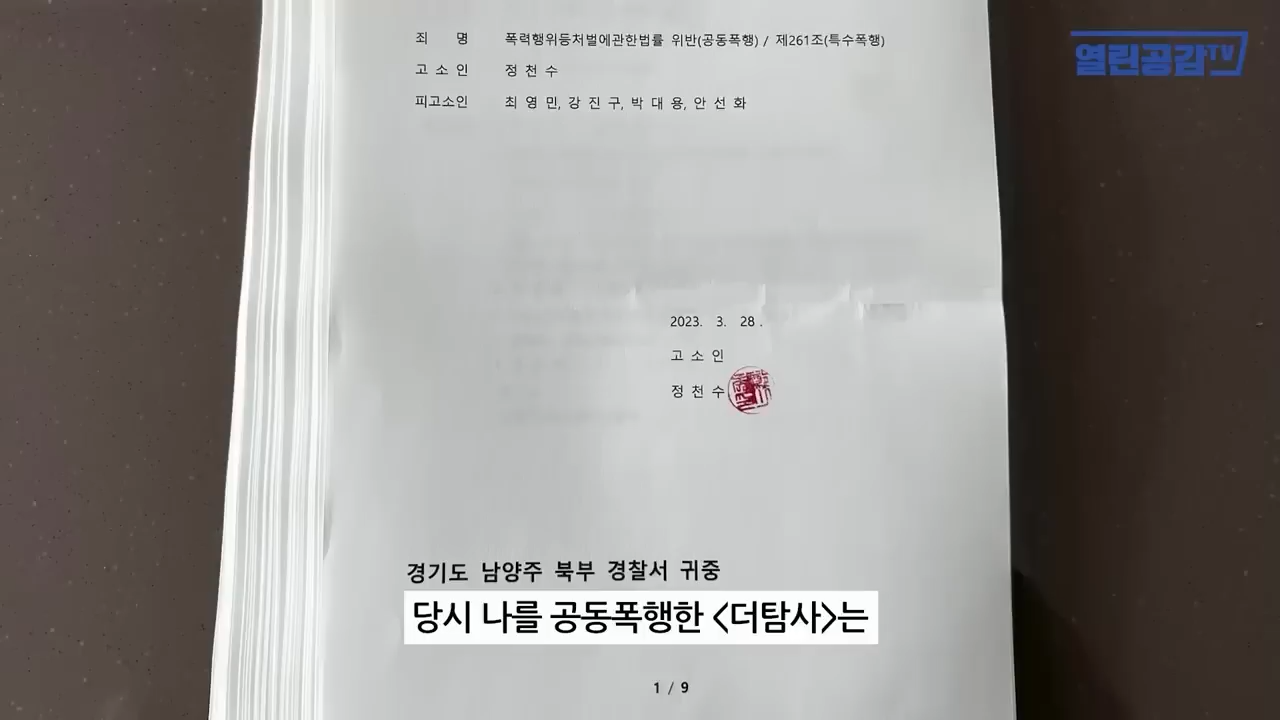 열린공감TV
죄 명 폭력행위등처벌에관한법률 위반(공동폭행) / 제261조(특수폭행)
고 소 인 정 천 수
피고소인 최 영 민, 강 진 구, 박 대 용, 안 선 화
2023. 3. 28 .
고 소 인
정 천 수
경기도 남양주 북부 경찰서 귀중
당시 나를 공동폭행한 <더탐사>는
1 / 9